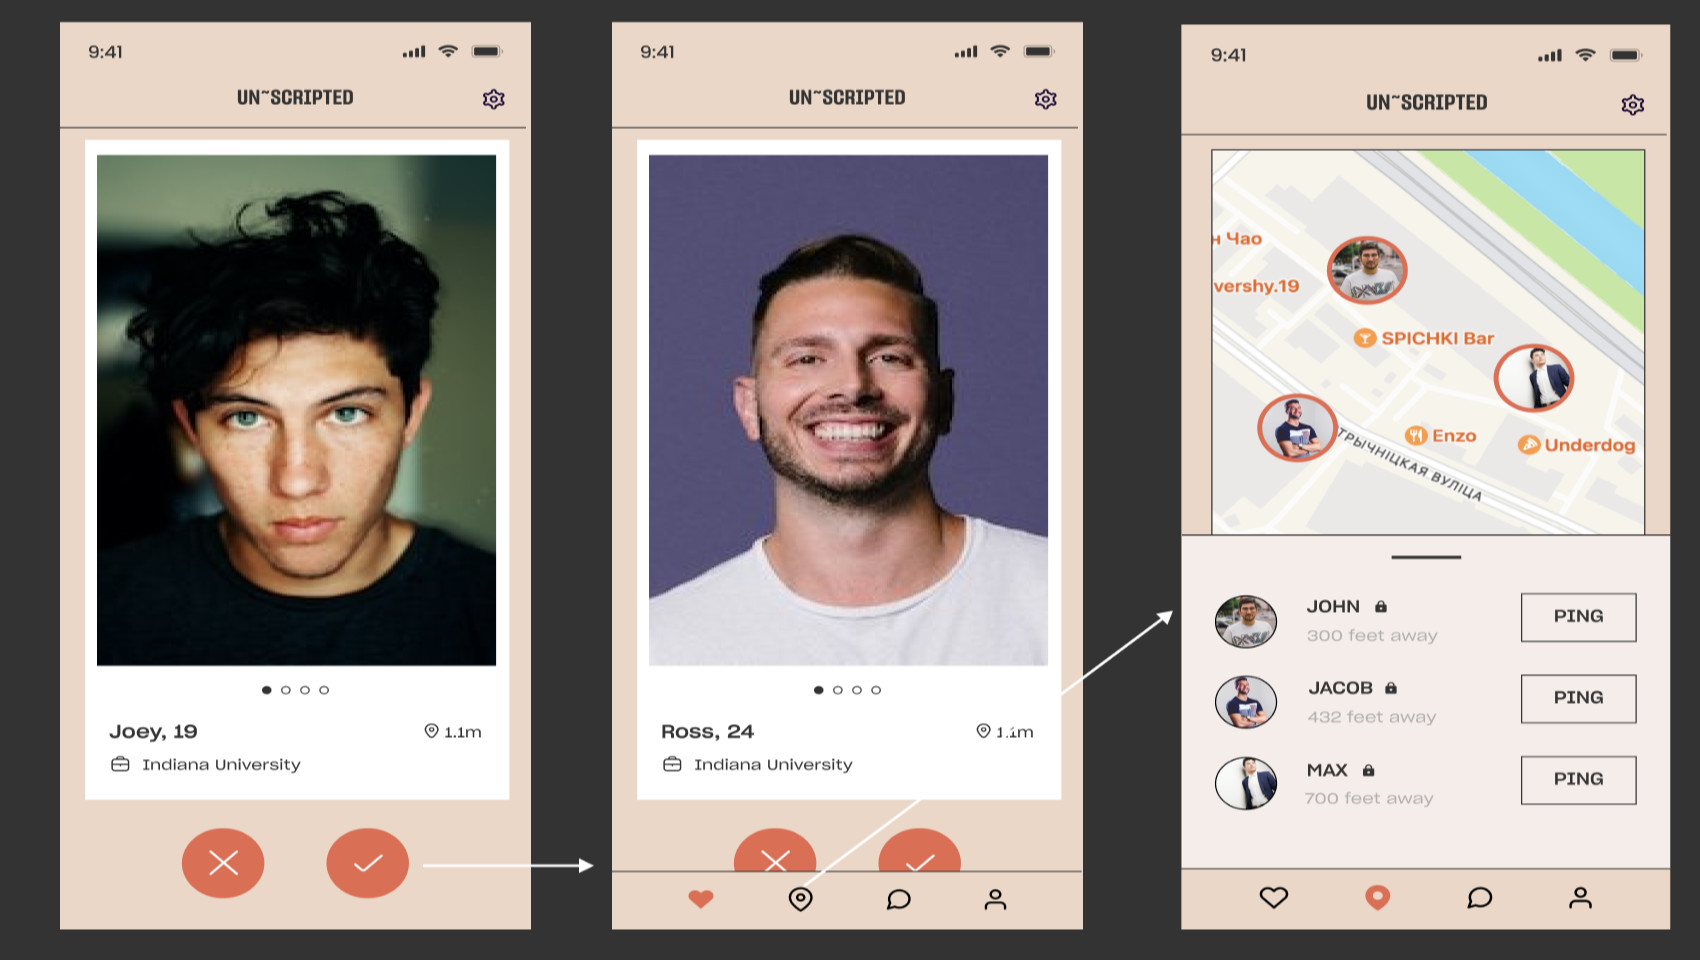 9:41
UN~SCRIPTED
Joey, 19
1.1m
Indiana University
9:41
UN~SCRIPTED
Ross, 24
1.1m
Indiana University
9:41
UN~SCRIPTED
н Чао
vershy.19
SPICHKI Bar
Enzo
Underdog
ТРЫЧНІЦКАЯ ВУЛІЦА
JOHN
300 feet away
PING
JACOB
432 feet away
PING
MAX
700 feet away
PING